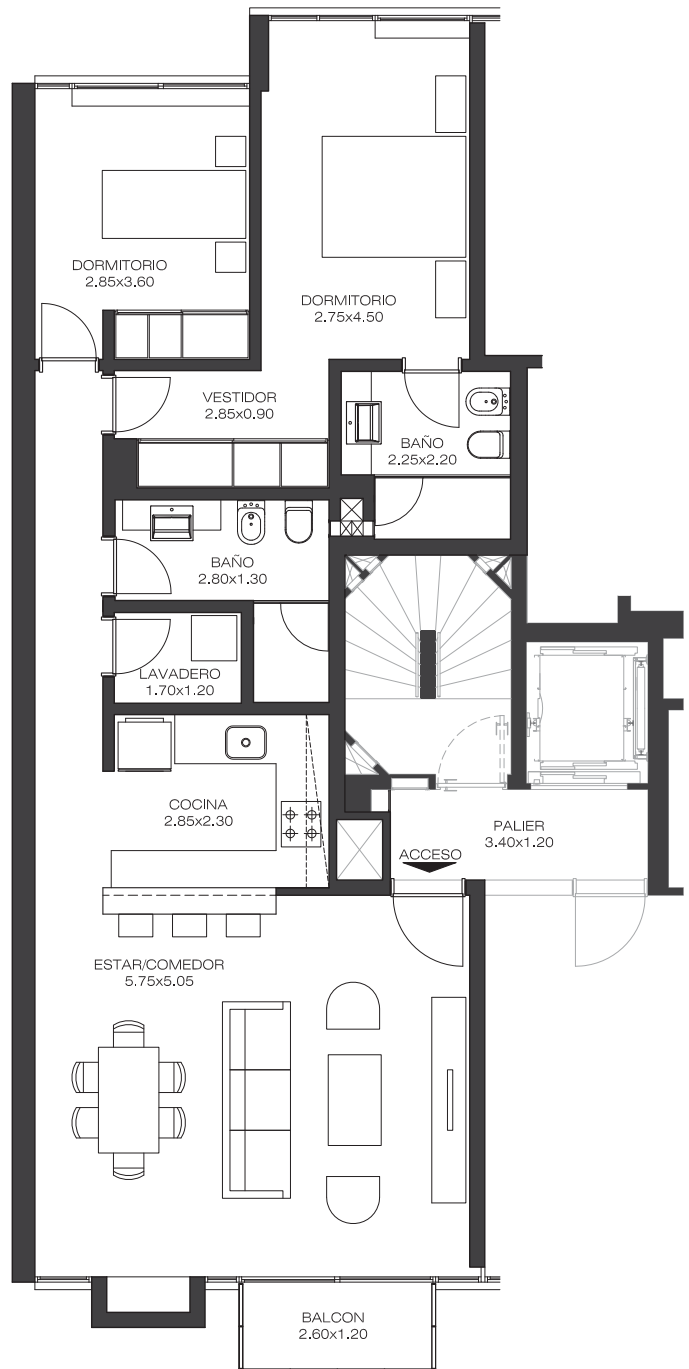 DORMITORIO
2.85x3.60
DORMITORIO
2.75x4.50
VESTIDOR
2.85x0.90
BAÑO
2.25x2.20
BAÑO
2.80x1.30
LAVADERO
1.70x1.20
COCINA
2.85x2.30
PALIER
3.40x1.20
ACCESO
ESTAR/COMEDOR
5.75x5.05
BALCON
2.60x1.20